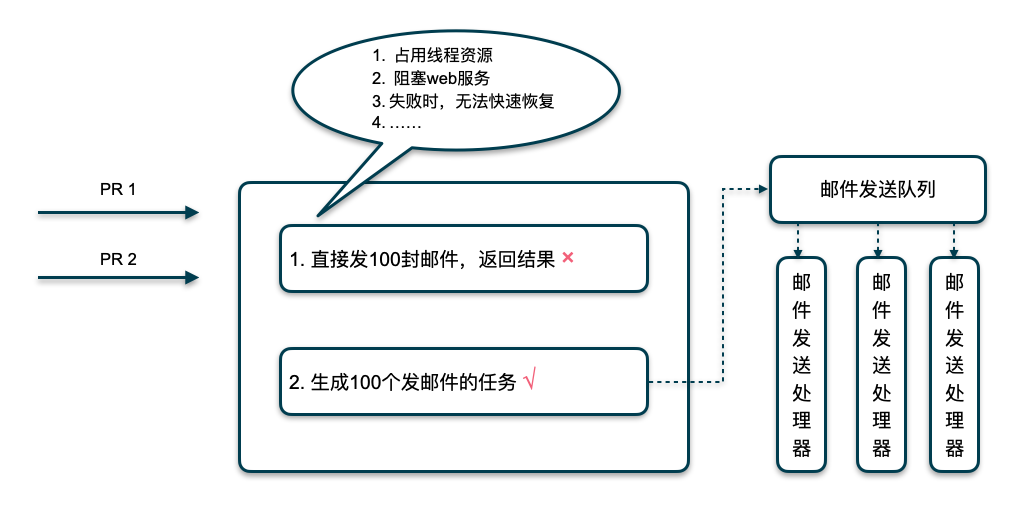 1. 占用线程资源
2. 阻塞web服务
3. 失败时，无法快速恢复
4. ……
PR 1
PR 2
1. 直接发100封邮件，返回结果 ×
2. 生成100个发邮件的任务 √
邮件发送队列
邮件发送处理器
邮件发送处理器
邮件发送处理器